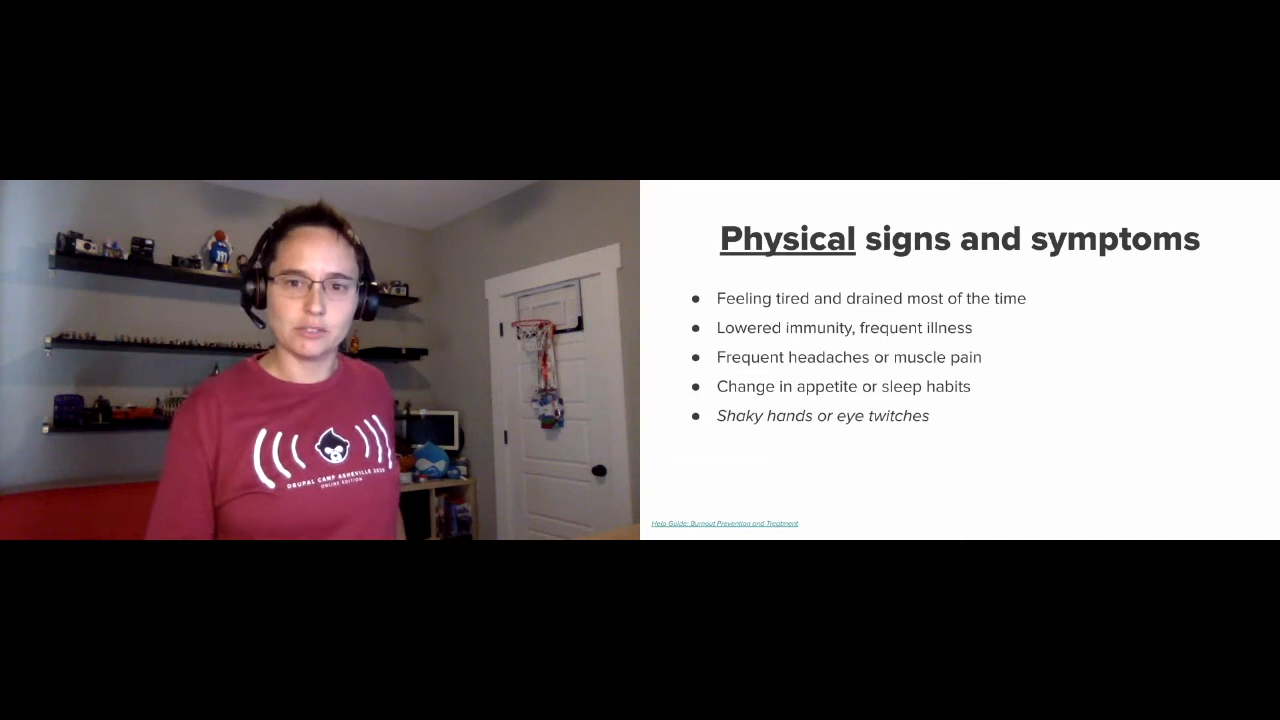 DRUPAL CAMP ASHEVILLE 2020
ONLINE EDITION
Physical signs and symptoms
● Feeling tired and drained most of the time
● Lowered immunity, frequent illness
● Frequent headaches or muscle pain
● Change in appetite or sleep habits
● Shaky hands or eye twitches
Help Guide: Burnout Prevention and Treatment